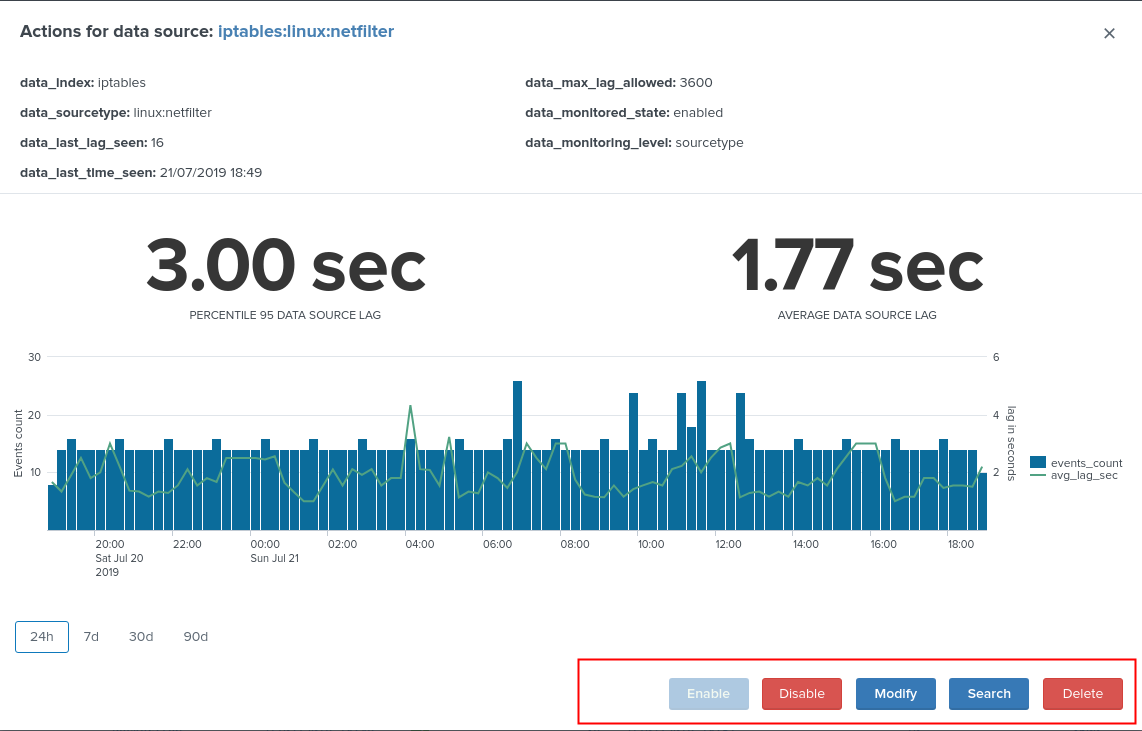 Actions for data source: iptables:linux:netfilter
×
data_index: iptables
data_max_lag_allowed: 3600
data_sourcetype: linux:netfilter
data_monitored_state: enabled
data_last_lag_seen: 16
data_monitoring_level: sourcetype
data_last_time_seen: 21/07/2019 18:49
3.00 sec
PERCENTILE 95 DATA SOURCE LAG
1.77 sec
AVERAGE DATA SOURCE LAG
Events count
30
20
10
6
4
2
lag in seconds
events_count
avg_lag_sec
20:00
Sat Jul 20
2019
22:00
00:00
Sun Jul 21
02:00
04:00
06:00
08:00
10:00
12:00
14:00
16:00
18:00
24h 7d 30d 90d
Enable Disable Modify Search Delete